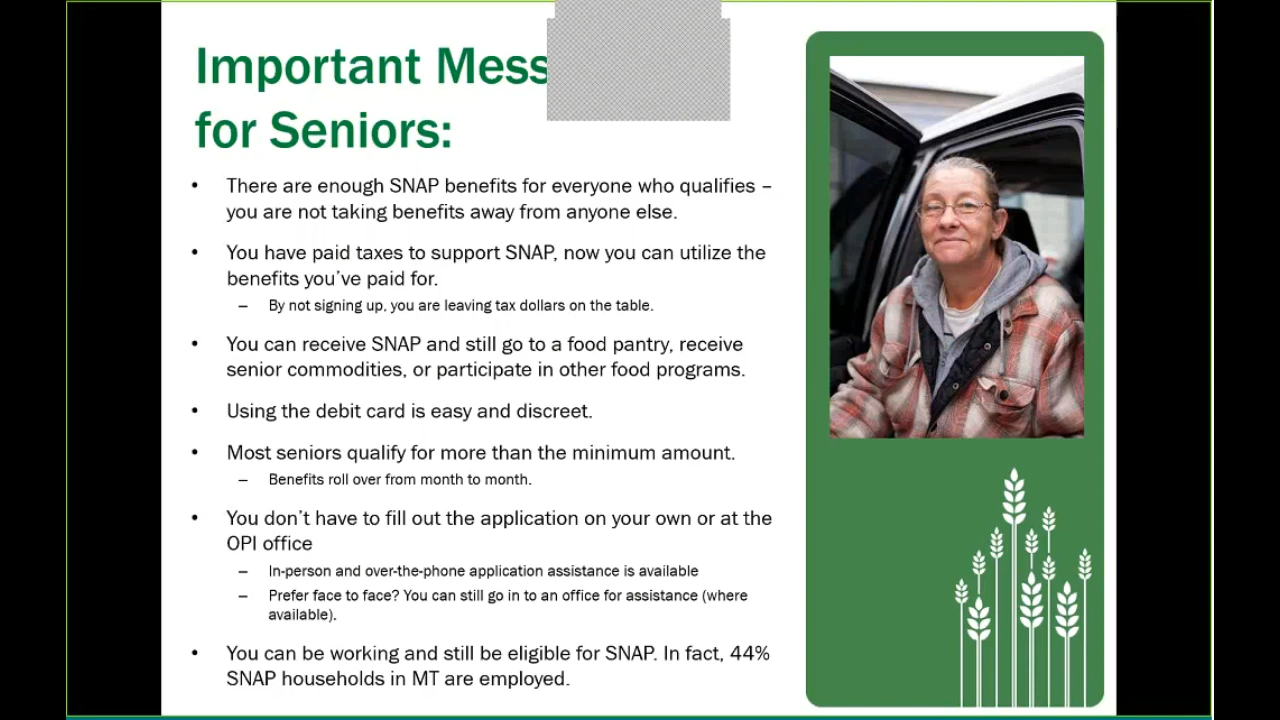 Important Mess
for Seniors:
• There are enough SNAP benefits for everyone who qualifies –
you are not taking benefits away from anyone else.
• You have paid taxes to support SNAP, now you can utilize the
benefits you’ve paid for.
– By not signing up, you are leaving tax dollars on the table.
• You can receive SNAP and still go to a food pantry, receive
senior commodities, or participate in other food programs.
• Using the debit card is easy and discreet.
• Most seniors qualify for more than the minimum amount.
– Benefits roll over from month to month.
• You don’t have to fill out the application on your own or at the
OPI office
– In-person and over-the-phone application assistance is available
– Prefer face to face? You can still go in to an office for assistance (where
available).
• You can be working and still be eligible for SNAP. In fact, 44%
SNAP households in MT are employed.